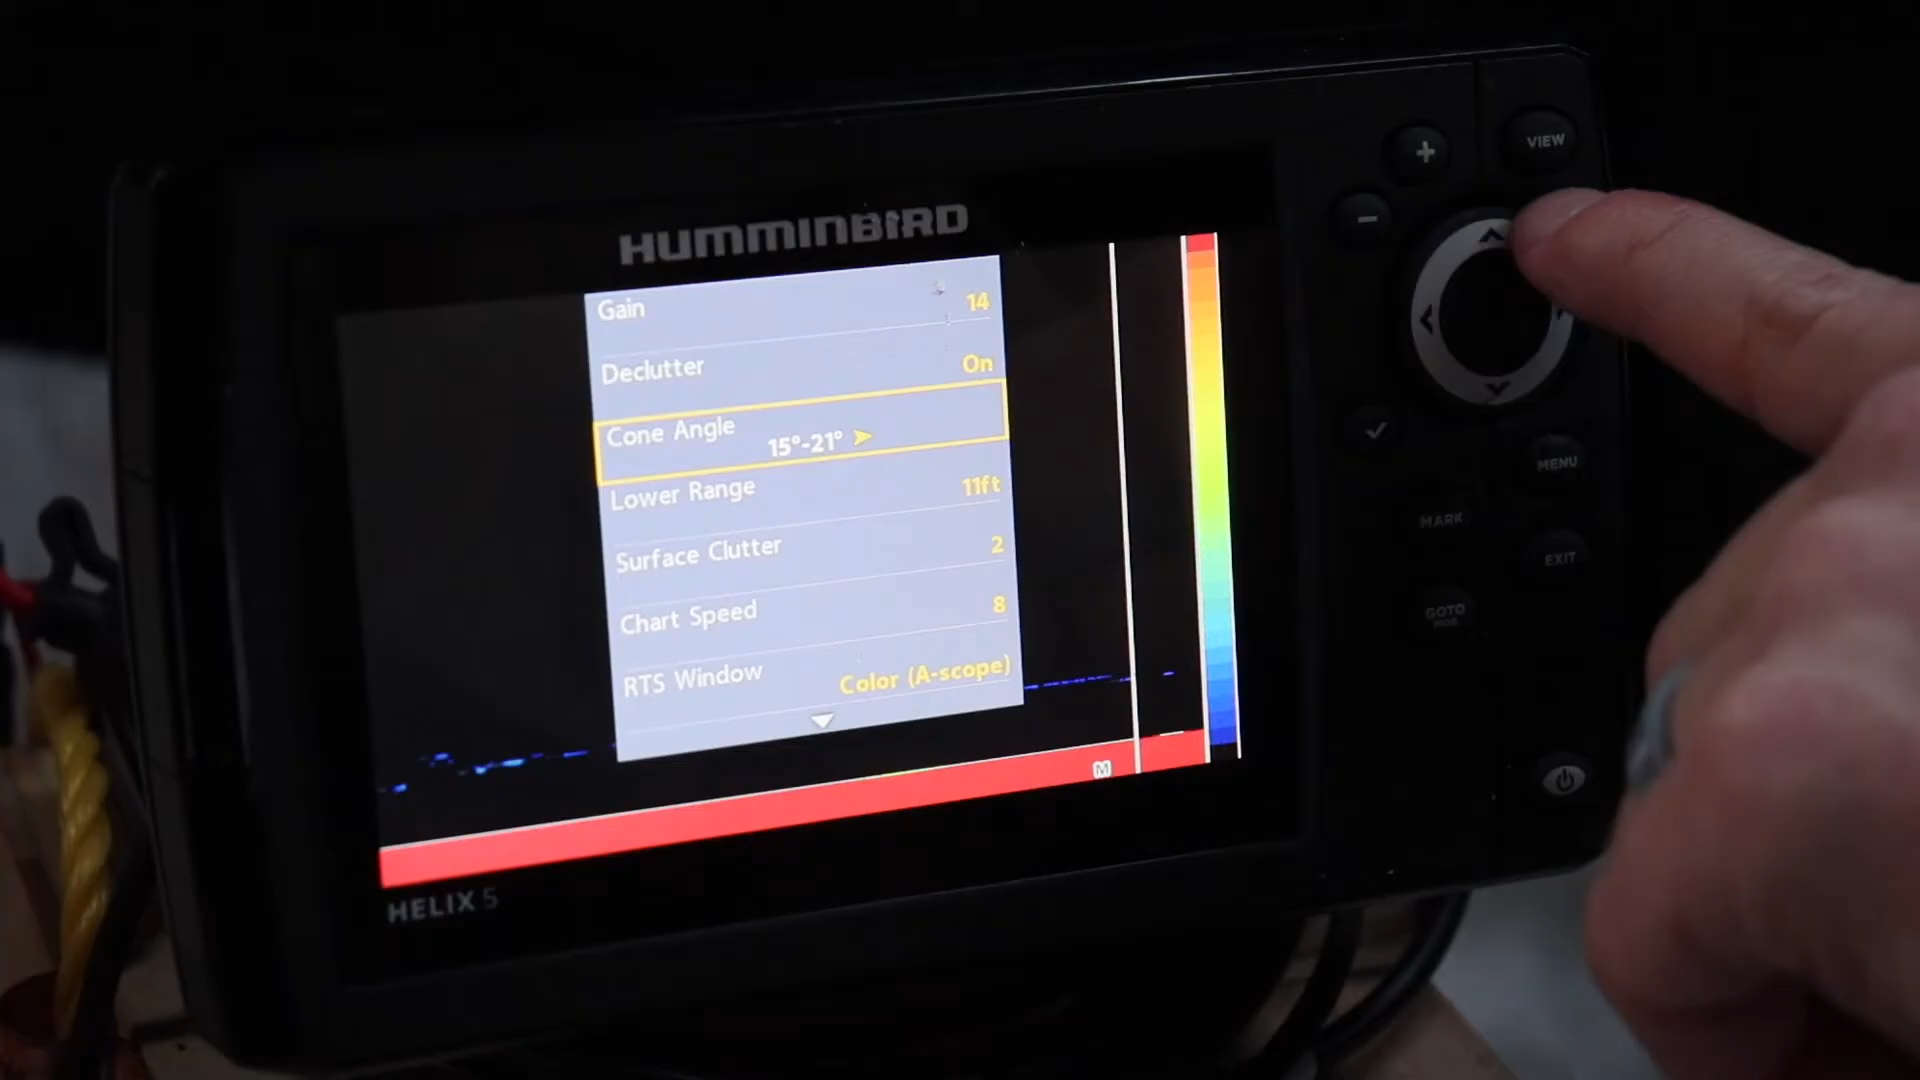 HUMMINBIRD
Gain 14
Declutter On
Cone Angle
15°-21°
Lower Range 11ft
Surface Clutter 2
Chart Speed 8
RTS Window Color (A-scope)
M
HELIX 5
+
VIEW
-
MENU
MARK
EXIT
GOTO
MOB